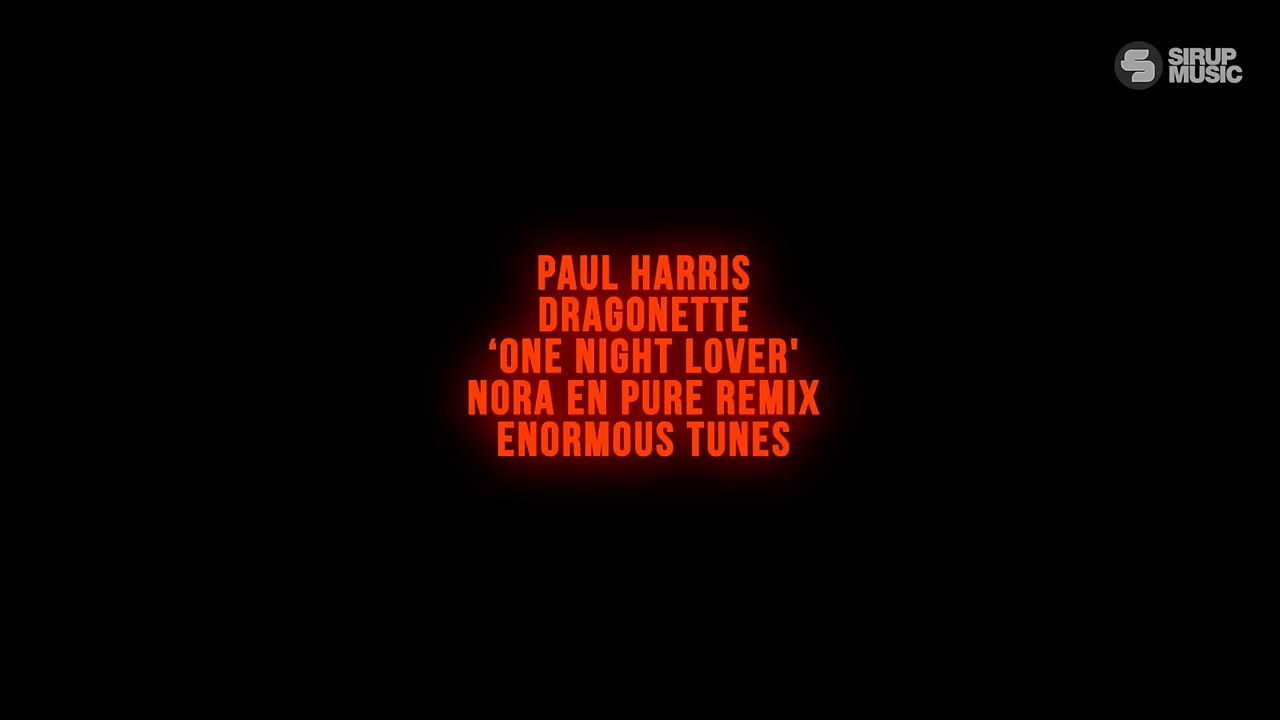 SIRUP
MUSIC
PAUL HARRIS
DRAGONETTE
‘ONE NIGHT LOVER'
NORA EN PURE REMIX
ENORMOUS TUNES